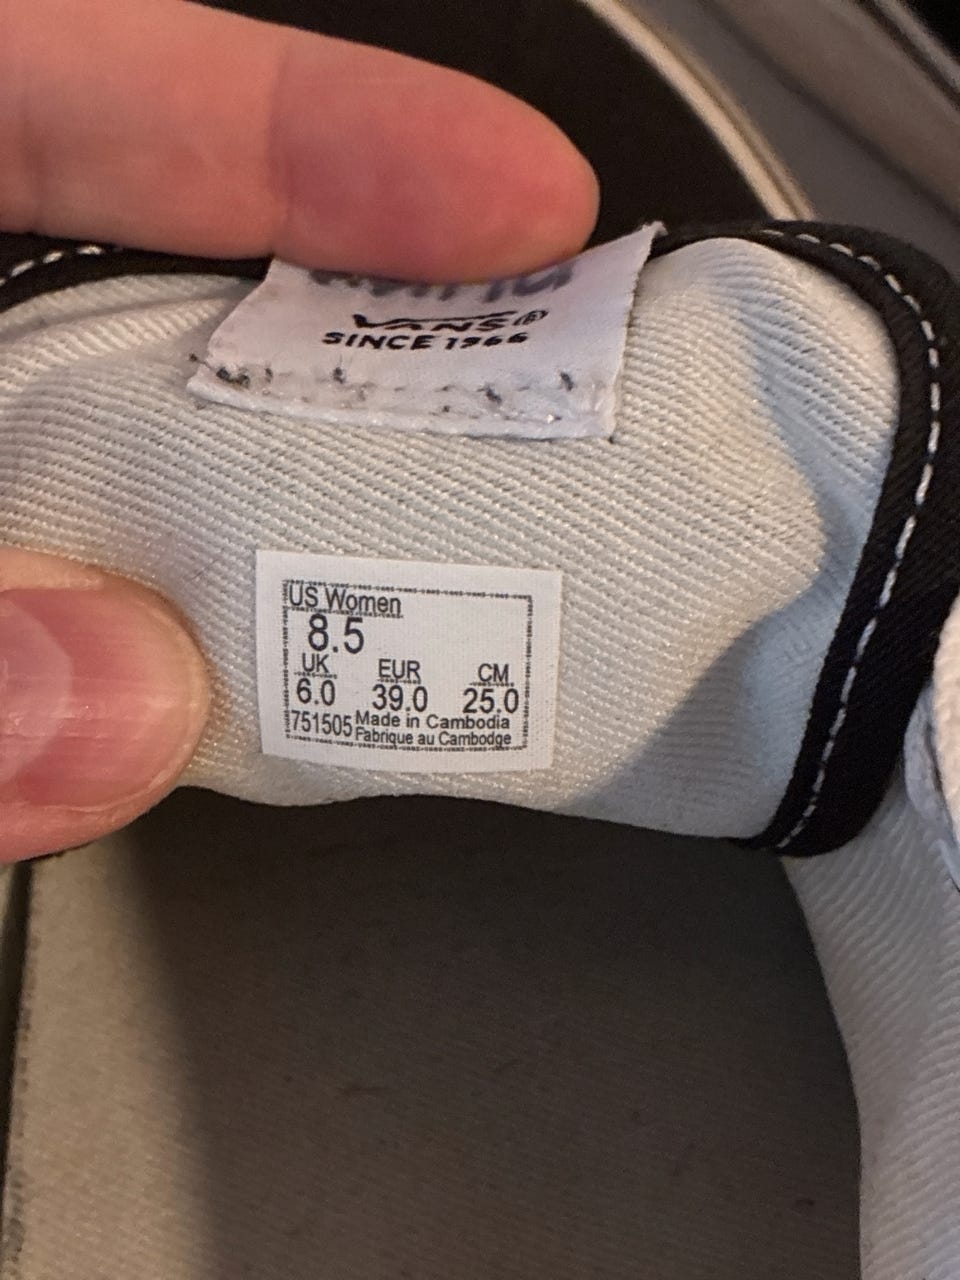 VANS®
SINCE 1966
US Women
8.5
UK EUR CM
6.0 39.0 25.0
751505 Made in Cambodia
Fabrique au Cambodge